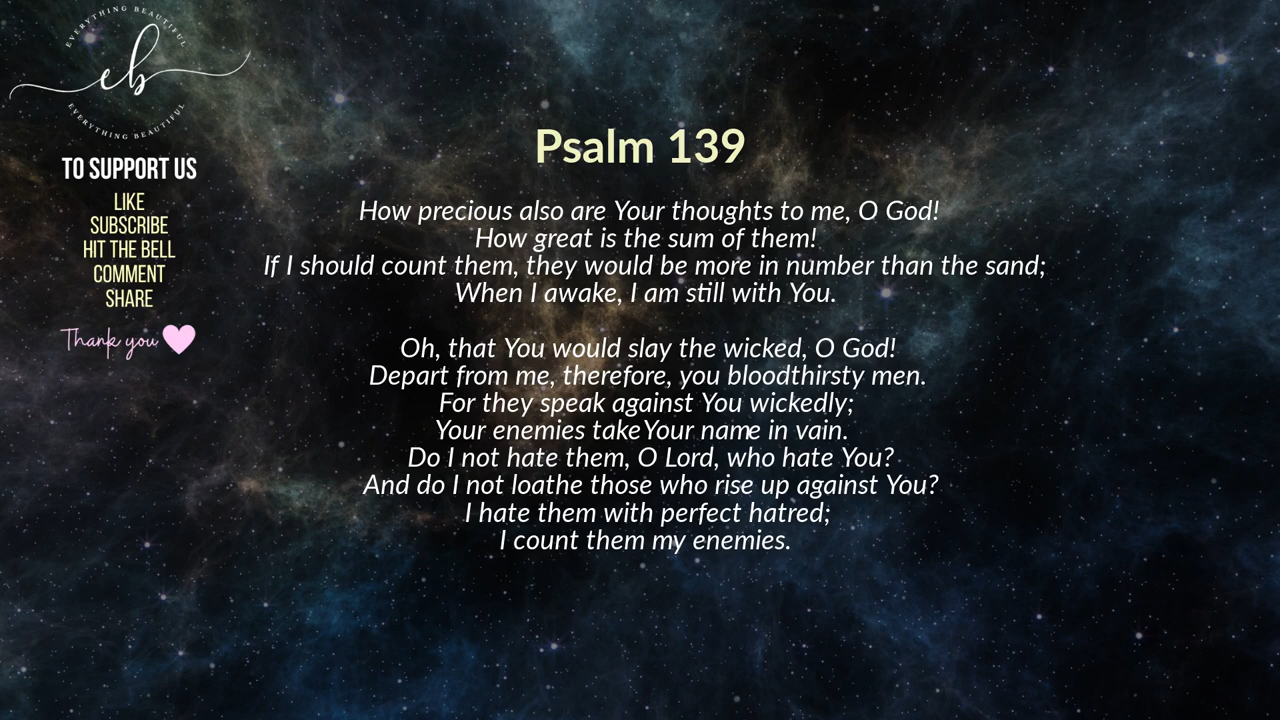 EVERYTHING BEAUTIFUL
eb
EVERYTHING BEAUTIFUL
TO SUPPORT US
LIKE
SUBSCRIBE
HIT THE BELL
COMMENT
SHARE
Thank you
Psalm 139
How precious also are Your thoughts to me, O God!
How great is the sum of them!
If I should count them, they would be more in number than the sand;
When I awake, I am still with You.
Oh, that You would slay the wicked, O God!
Depart from me, therefore, you bloodthirsty men.
For they speak against You wickedly;
Your enemies take Your name in vain.
Do I not hate them, O Lord, who hate You?
And do I not loathe those who rise up against You?
I hate them with perfect hatred;
I count them my enemies.